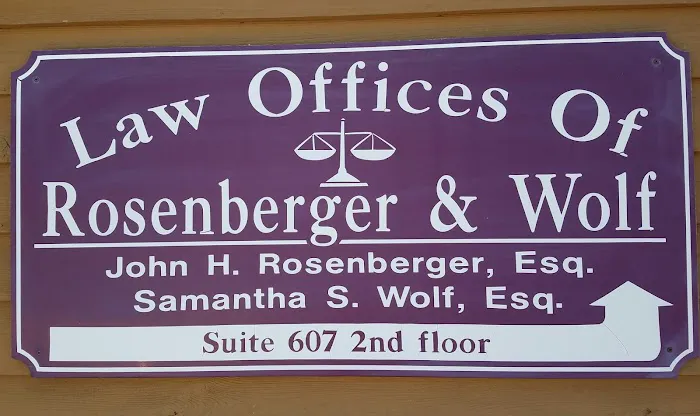 Law Offices Of
Rosenberger & Wolf
John H. Rosenberger, Esq.
Samantha S. Wolf, Esq.
Suite 607 2nd floor